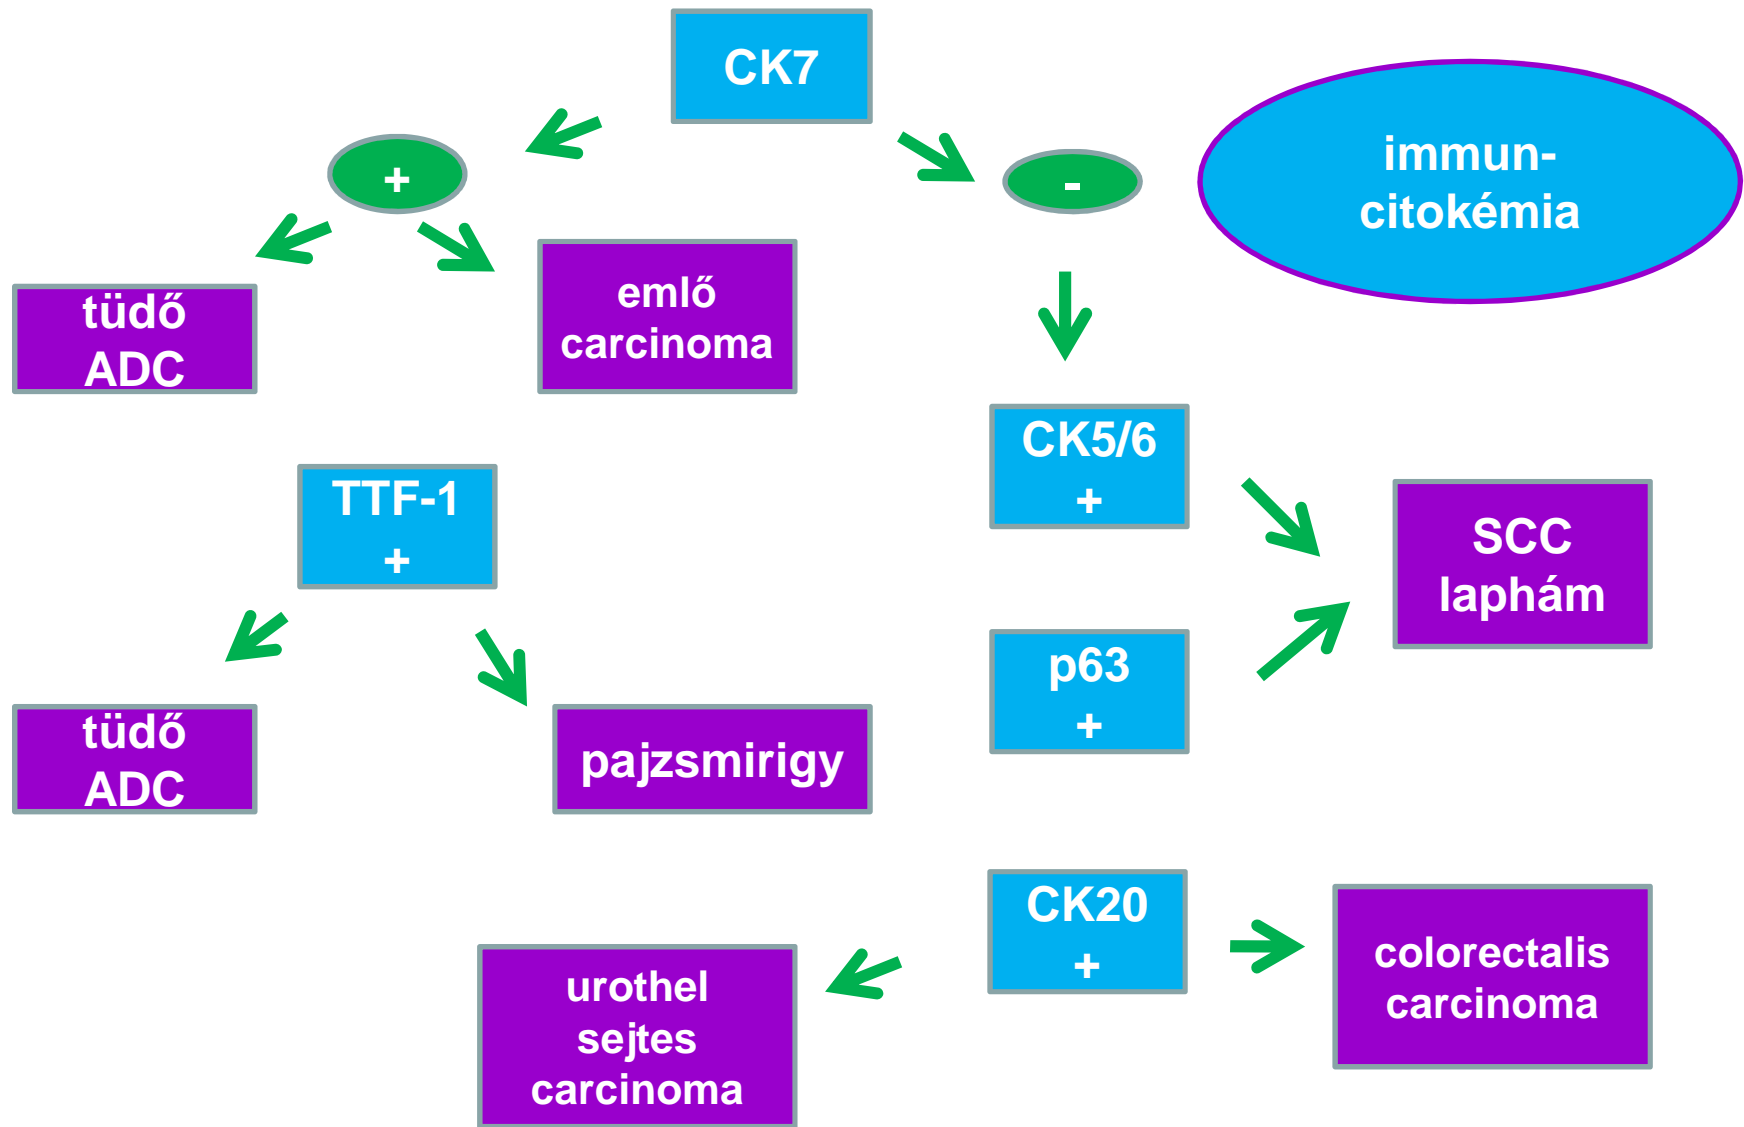 CK7
immun-
citokémia
+
-
tüdő
ADC
emlő
carcinoma
CK5/6
+
TTF-1
+
SCC
laphám
p63
+
tüdő
ADC
pajzsmirigy
CK20
+
colorectalis
carcinoma
urothel
sejtes
carcinoma